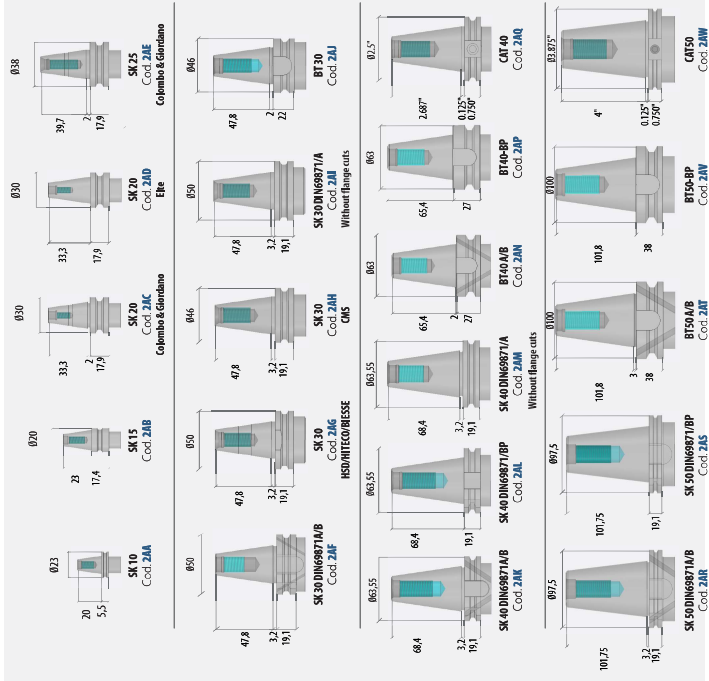 Ø23
20
5,5
SK 10
Cod. 2AA
Ø20
23
17,4
SK 15
Cod. 2AB
Ø30
33,3
2
17,9
SK 20
Cod. 2AC
Colombo & Giordano
Ø30
33,3
17,9
SK 20
Cod. 2AD
Elte
Ø38
39,7
2
17,9
SK 25
Cod. 2AE
Colombo & Giordano
Ø50
47,8
3,2
19,1
SK 30 DIN69871A/B
Cod. 2AF
Ø50
47,8
3,2
19,1
SK 30
Cod. 2AG
HSD/HITECO/BIESSE
Ø46
47,8
3,2
19,1
SK 30
Cod. 2AH
CMS
Ø50
47,8
3,2
19,1
SK 30 DIN69871/A
Cod. 2AI
Without flange cuts
Ø46
47,8
2
22
BT 30
Cod. 2AJ
Ø63,55
68,4
3,2
19,1
SK 40 DIN69871A/B
Cod. 2AK
Ø63,55
68,4
19,1
SK 40 DIN69871/BP
Cod. 2AL
Ø63,55
68,4
3,2
19,1
SK 40 DIN69871/A
Cod. 2AM
Without flange cuts
Ø63
65,4
2
27
BT40 A/B
Cod. 2AN
Ø63
65,4
27
BT40-BP
Cod. 2AP
Ø2.5"
2.687"
0.125"
0.750"
CAT 40
Cod. 2AQ
Ø97,5
101,75
3,2
19,1
SK 50 DIN69871A/B
Cod. 2AR
Ø97,5
101,75
19,1
SK 50 DIN69871/BP
Cod. 2AS
Ø100
101,8
3
38
BT50 A/B
Cod. 2AT
Ø100
101,8
38
BT50-BP
Cod. 2AV
Ø3.875"
4"
0.125"
0.750"
CAT50
Cod. 2AW